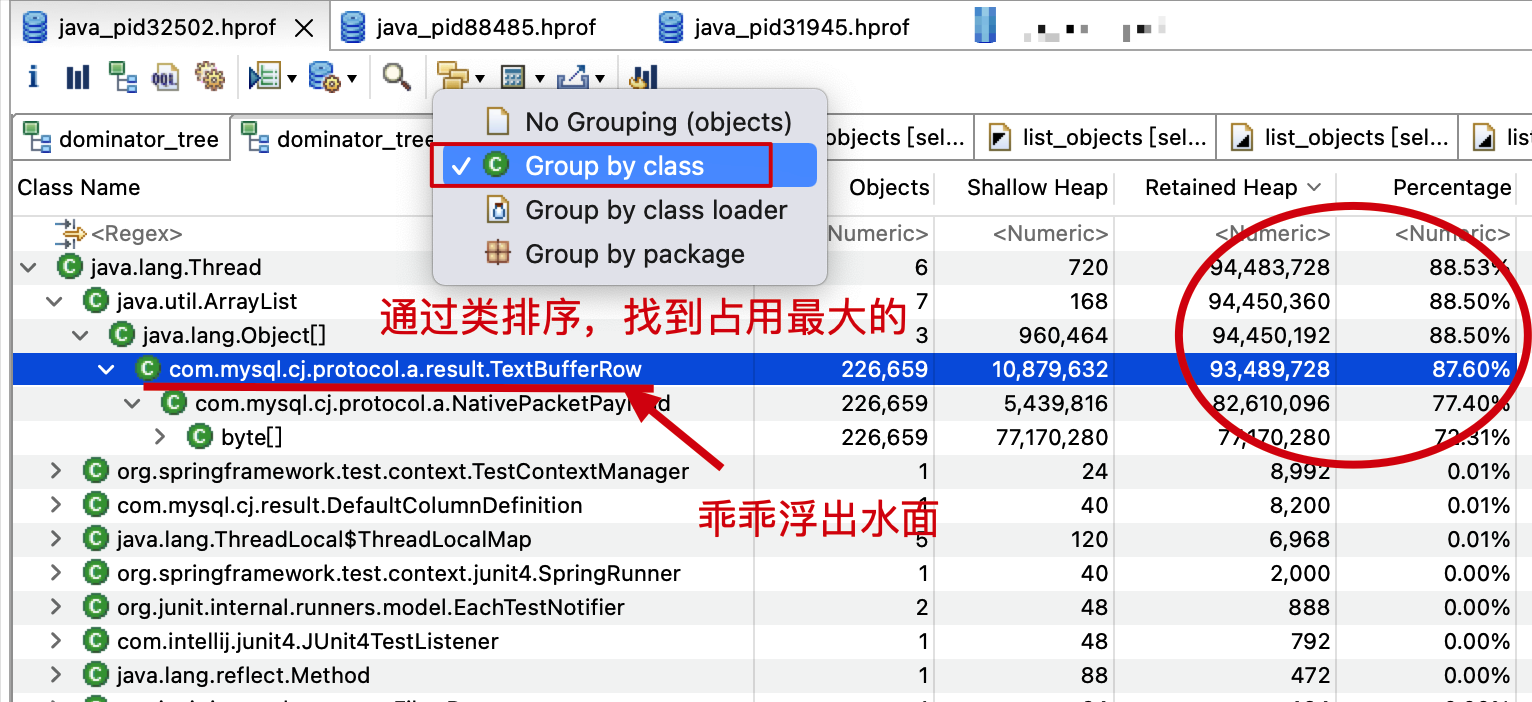 java_pid32502.hprof
java_pid88485.hprof
java_pid31945.hprof
i
OQL
dominator_tree
dominator_tree
objects [sel...
list_objects [sel...
list_objects [sel...
No Grouping (objects)
Group by class
Group by class loader
Group by package
Class Name Objects Shallow Heap Retained Heap Percentage
<Regex> Numeric> <Numeric> <Numeric> <Numeric>
java.lang.Thread 6 720 94,483,728 88.53%
java.util.ArrayList 7 168 94,450,360 88.50%
通过类排序，找到占用最大的
java.lang.Object[] 3 960,464 94,450,192 88.50%
com.mysql.cj.protocol.a.result.TextBufferRow 226,659 10,879,632 93,489,728 87.60%
com.mysql.cj.protocol.a.NativePacketPayload 226,659 5,439,816 82,610,096 77.40%
byte[] 226,659 77,170,280 77,170,280 72.31%
org.springframework.test.context.TestContextManager 1 24 8,992 0.01%
com.mysql.cj.result.DefaultColumnDefinition 1 40 8,200 0.01%
乖乖浮出水面
java.lang.ThreadLocal$ThreadLocalMap 5 120 6,968 0.01%
org.springframework.test.context.junit4.SpringRunner 1 40 2,000 0.00%
org.junit.internal.runners.model.EachTestNotifier 2 48 888 0.00%
com.intellij.junit4.JUnit4TestListener 1 48 792 0.00%
java.lang.reflect.Method 1 88 472 0.00%